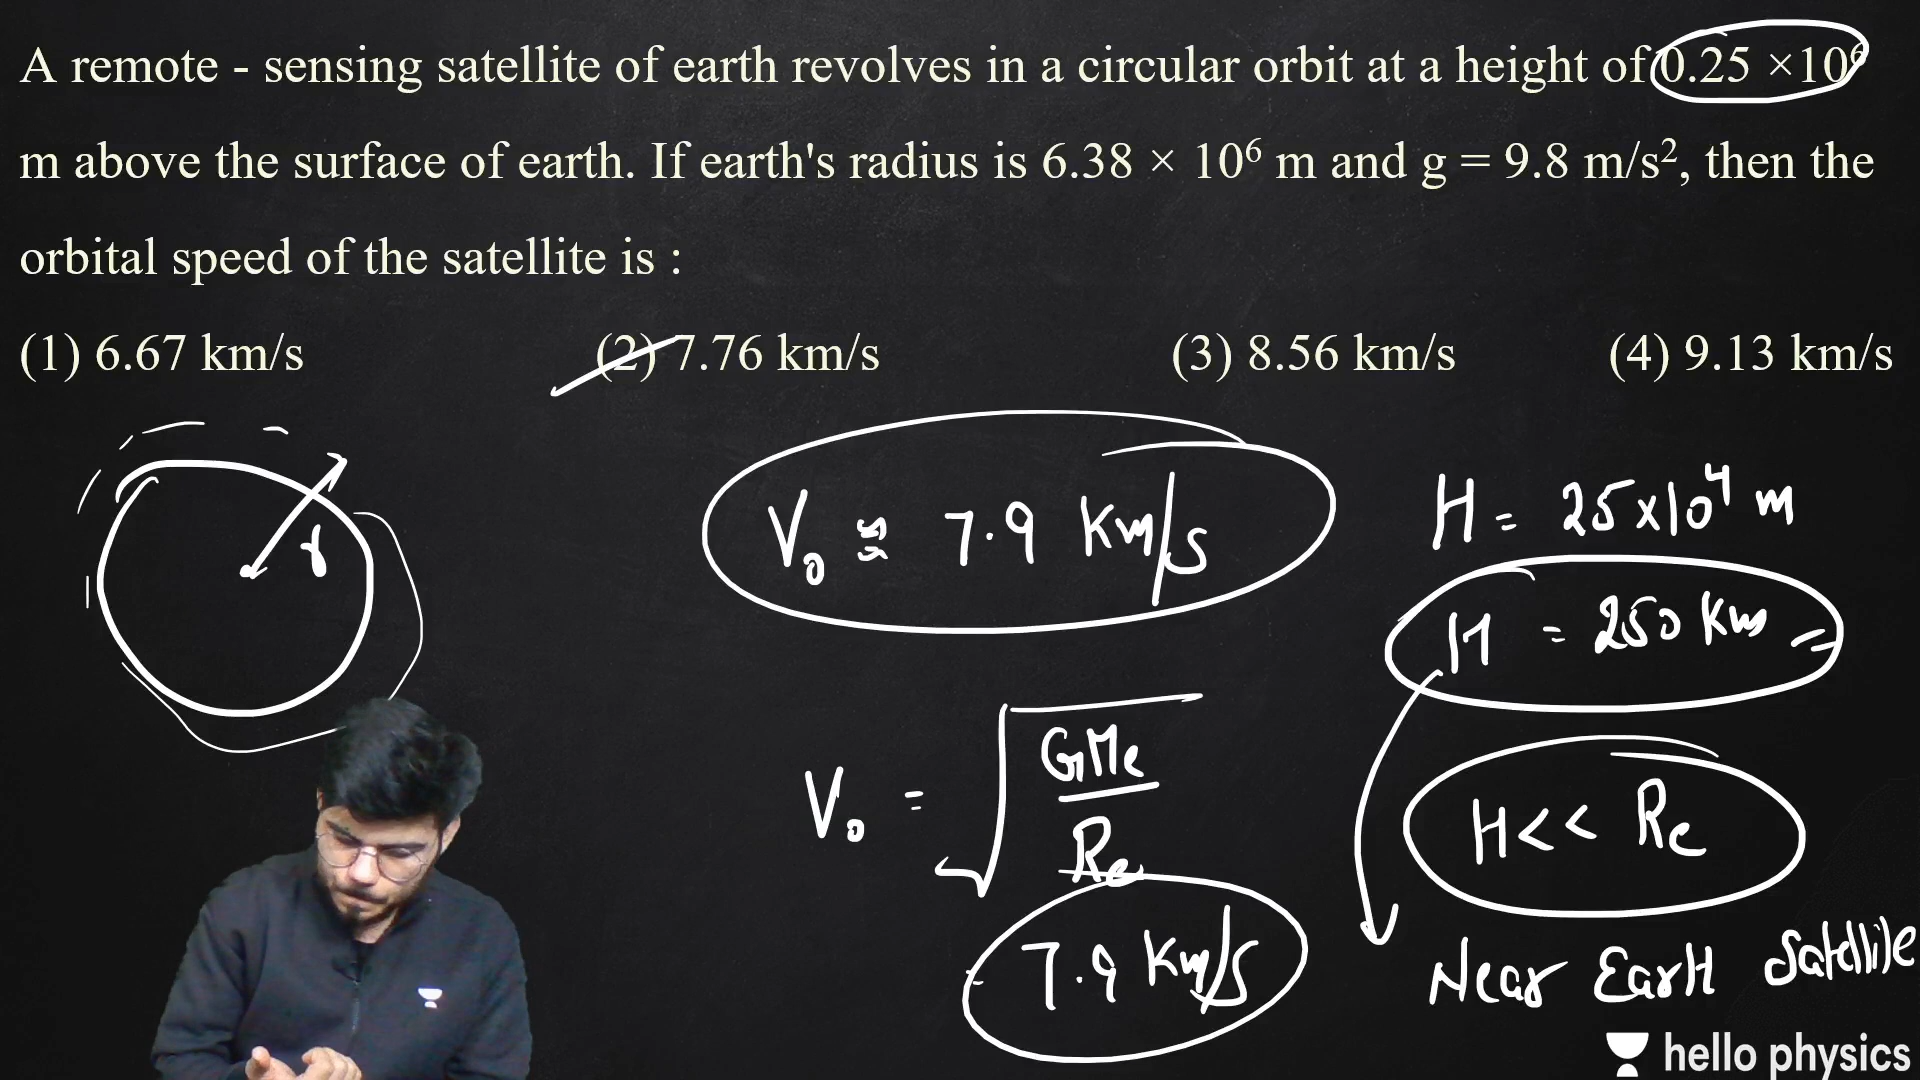 A remote - sensing satellite of earth revolves in a circular orbit at a height of 0.25 ×10⁶
m above the surface of earth. If earth's radius is 6.38 × 10⁶ m and g = 9.8 m/s², then the
orbital speed of the satellite is :
(1) 6.67 km/s (2) 7.76 km/s (3) 8.56 km/s (4) 9.13 km/s
r
V₀ ≈ 7.9 Km/s
H = 25×10⁴ m
H = 250 Km =
V₀ = √(GMe/Re)
= 7.9 Km/s
H<< Re
Near Earth Satellite
hello physics